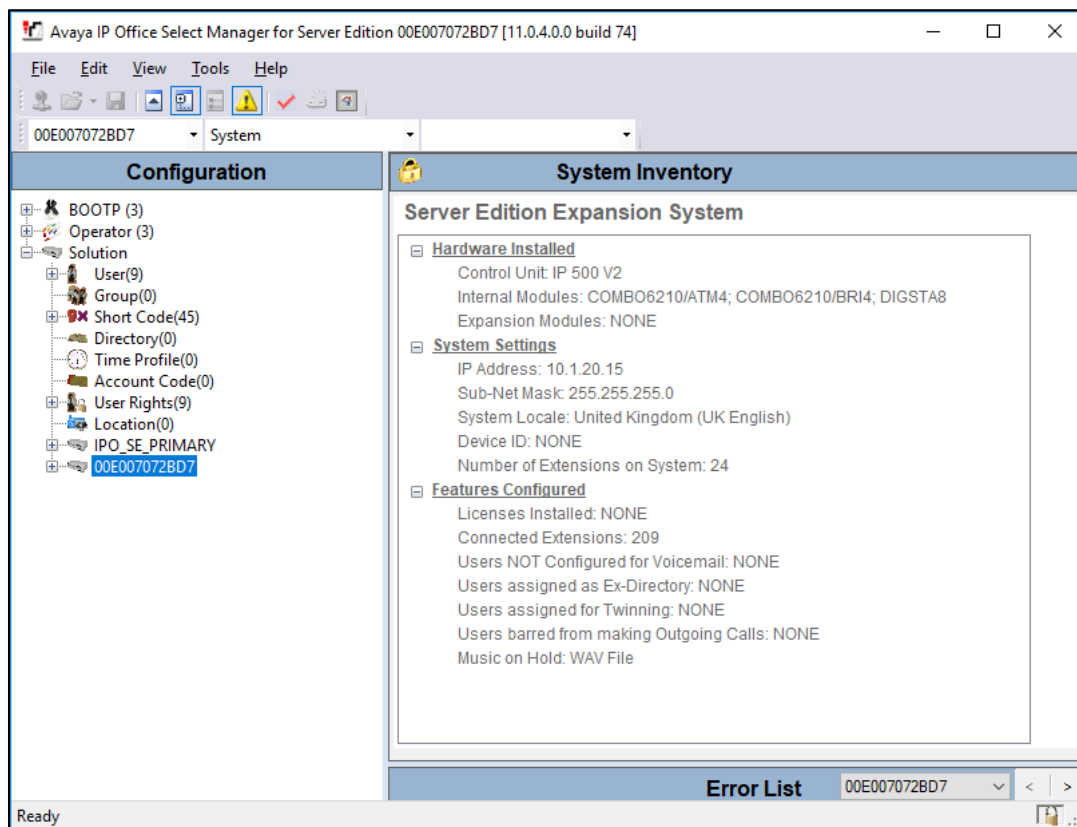 Avaya IP Office Select Manager for Server Edition 00E007072BD7 [11.0.4.0.0 build 74]
File Edit View Tools Help
00E007072BD7 System
Configuration
BOOTP (3)
Operator (3)
Solution
User(9)
Group(0)
Short Code(45)
Directory(0)
Time Profile(0)
Account Code(0)
User Rights(9)
Location(0)
IPO_SE_PRIMARY
00E007072BD7
System Inventory
Server Edition Expansion System
Hardware Installed
Control Unit: IP 500 V2
Internal Modules: COMBO6210/ATM4; COMBO6210/BRI4; DIGSTA8
Expansion Modules: NONE
System Settings
IP Address: 10.1.20.15
Sub-Net Mask: 255.255.255.0
System Locale: United Kingdom (UK English)
Device ID: NONE
Number of Extensions on System: 24
Features Configured
Licenses Installed: NONE
Connected Extensions: 209
Users NOT Configured for Voicemail: NONE
Users assigned as Ex-Directory: NONE
Users assigned for Twinning: NONE
Users barred from making Outgoing Calls: NONE
Music on Hold: WAV File
Error List 00E007072BD7 < >
Ready